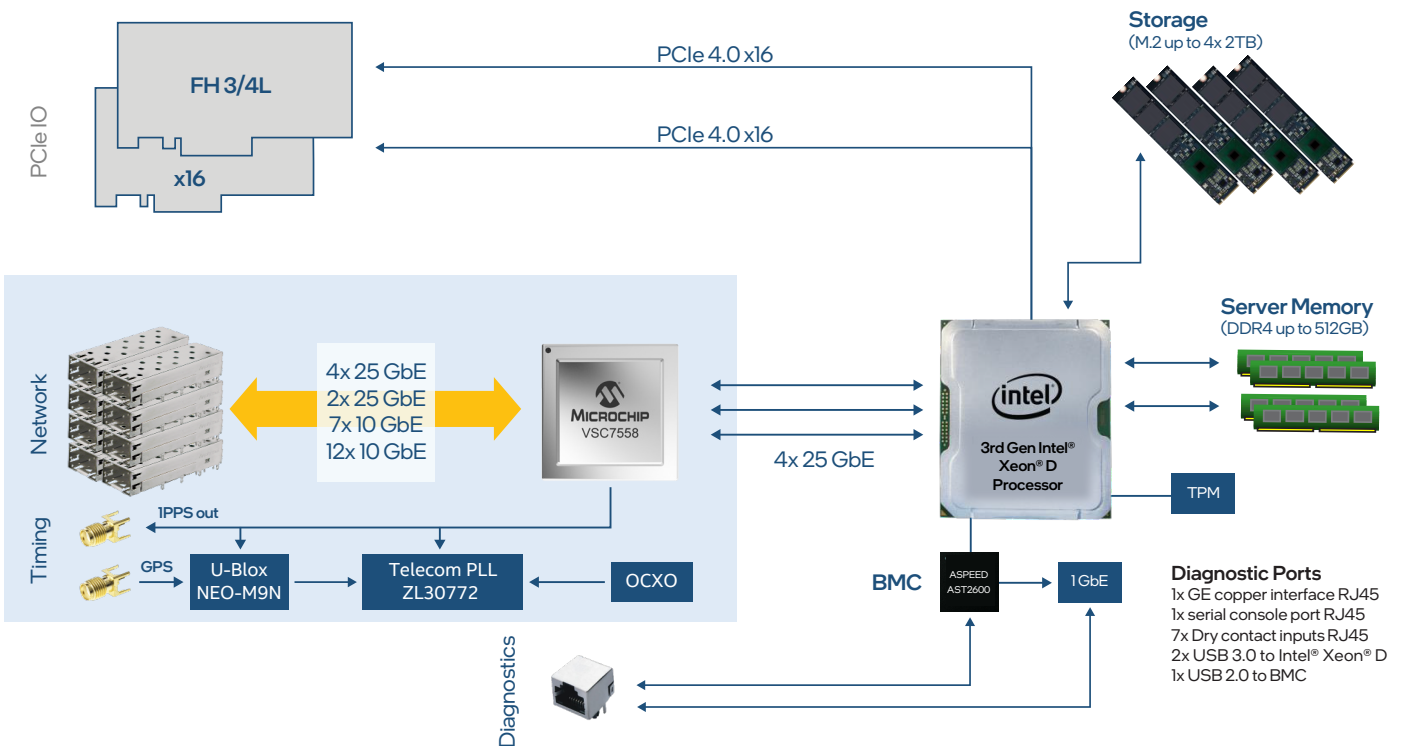 Storage
(M.2 up to 4x 2TB)
PCIe 4.0 x16
FH 3/4L
PCIe IO
PCIe 4.0 x16
x16
Server Memory
(DDR4 up to 512GB)
Network
4x 25 GbE
2x 25 GbE
7x 10 GbE
12x 10 GbE
MICROCHIP
VSC7558
4x 25 GbE
intel
3rd Gen Intel®
Xeon® D
Processor
TPM
Timing
1PPS out
GPS
U-Blox
NEO-M9N
Telecom PLL
ZL30772
OCXO
BMC
ASPEED
AST2600
1 GbE
Diagnostic Ports
1x GE copper interface RJ45
1x serial console port RJ45
7x Dry contact inputs RJ45
2x USB 3.0 to Intel® Xeon® D
1x USB 2.0 to BMC
Diagnostics